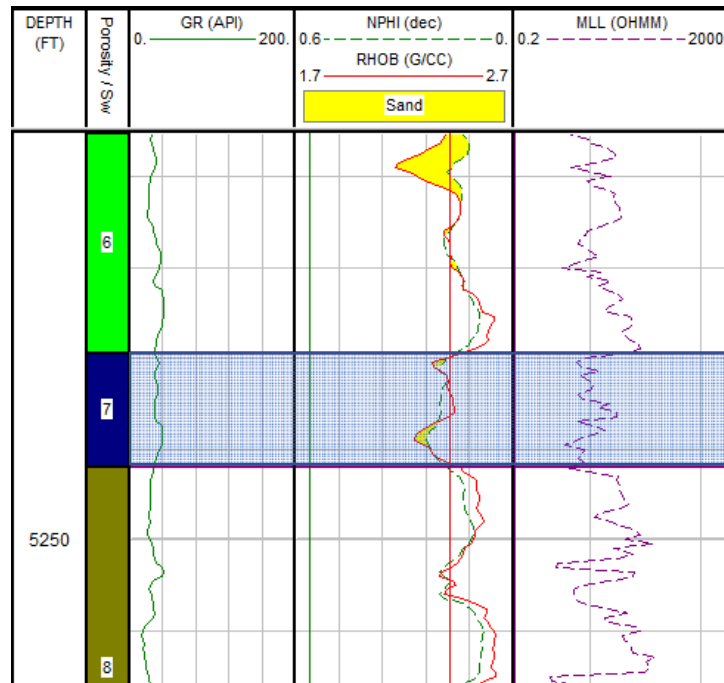 DEPTH
(FT)
Porosity / Sw
GR (API)
0. 200.
NPHI (dec)
0.6 0.
RHOB (G/CC)
1.7 2.7
Sand
MLL (OHMM)
0.2 2000
6
7
5250
8